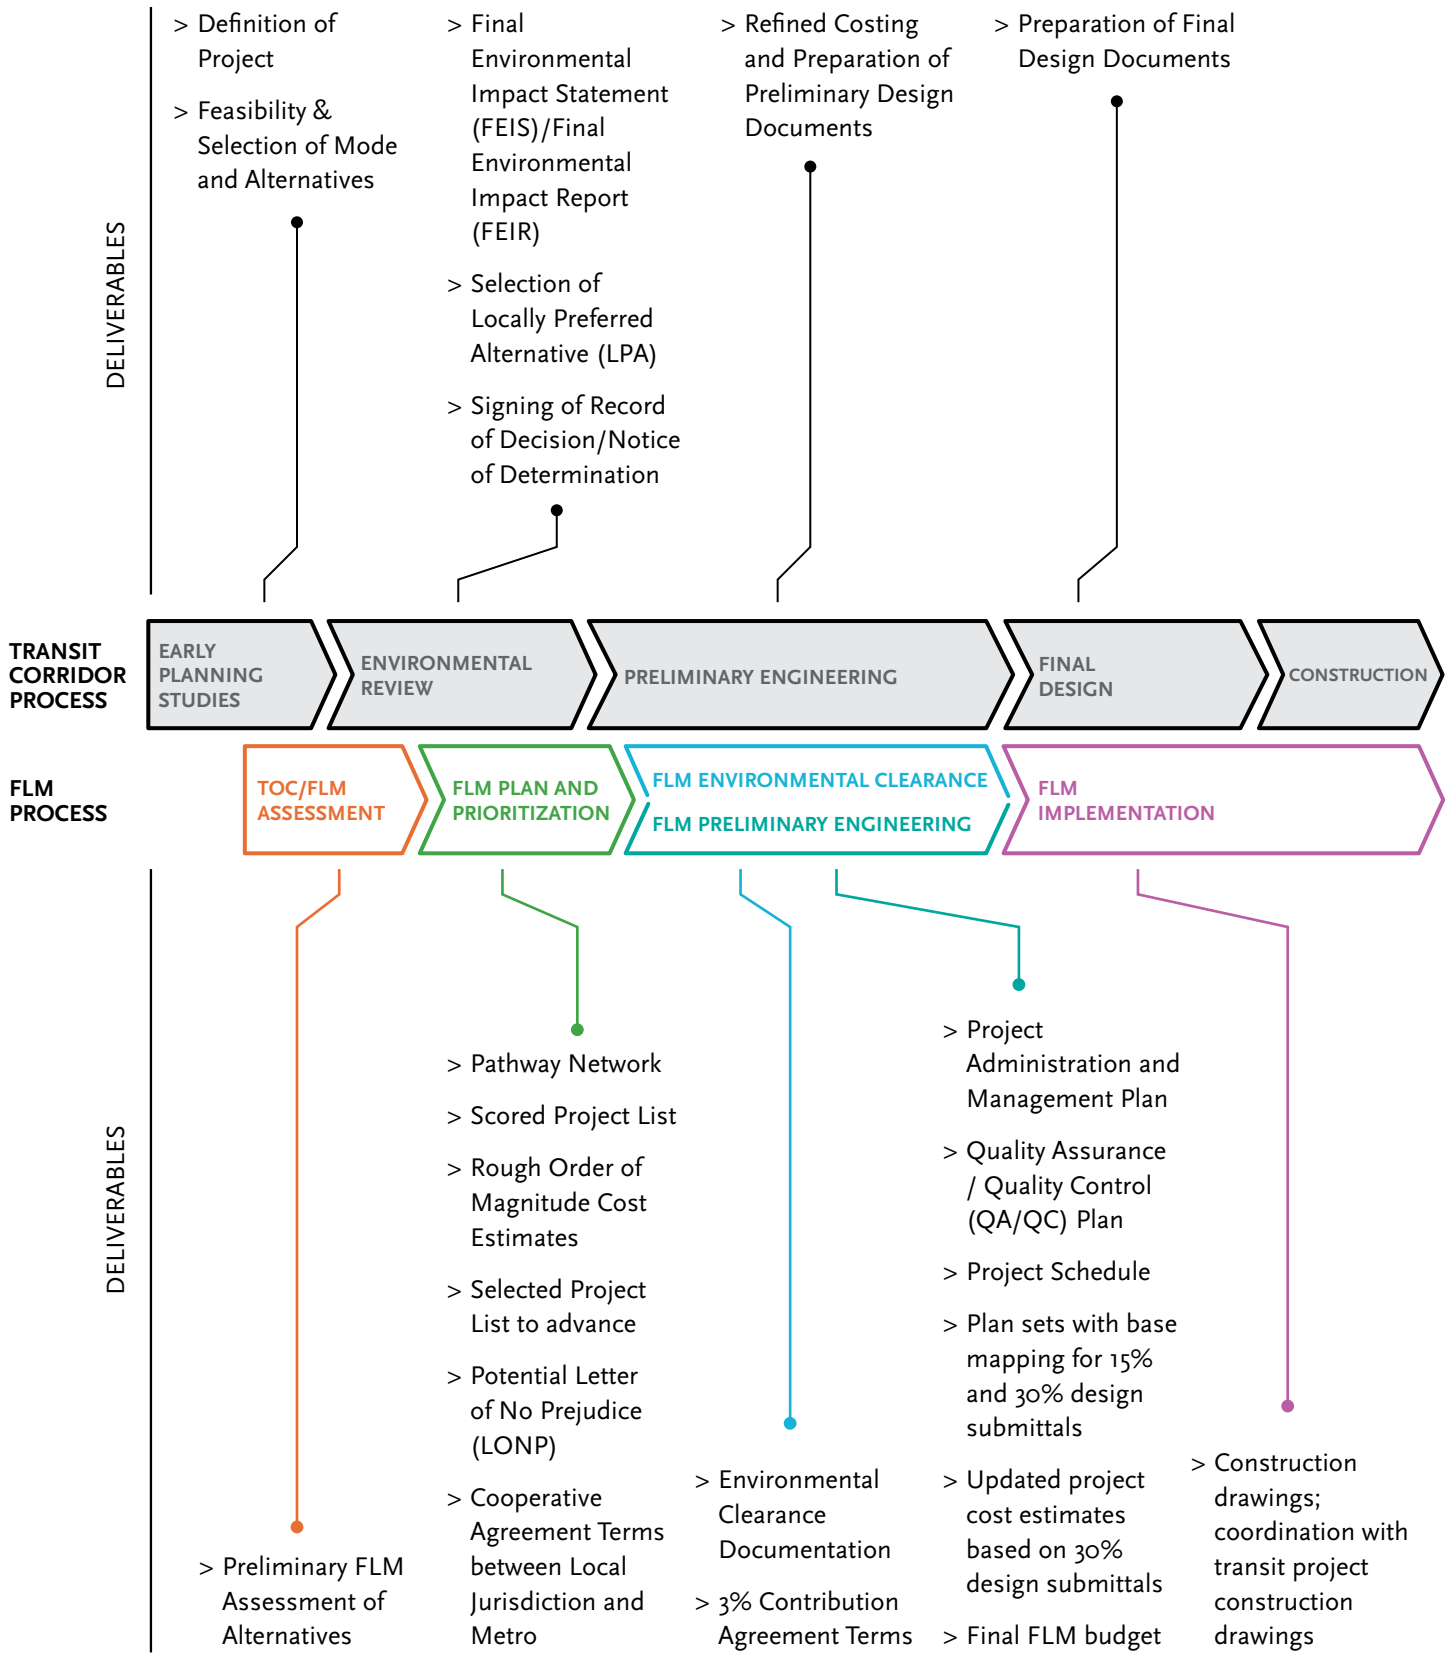 DELIVERABLES
> Definition of
Project
> Feasibility &
Selection of Mode
and Alternatives
> Final
Environmental
Impact Statement
(FEIS)/Final
Environmental
Impact Report
(FEIR)
> Selection of
Locally Preferred
Alternative (LPA)
> Signing of Record
of Decision/Notice
of Determination
> Refined Costing
and Preparation of
Preliminary Design
Documents
> Preparation of Final
Design Documents
TRANSIT
CORRIDOR
PROCESS
EARLY
PLANNING
STUDIES
ENVIRONMENTAL
REVIEW
PRELIMINARY ENGINEERING
FINAL
DESIGN
CONSTRUCTION
FLM
PROCESS
TOC/FLM
ASSESSMENT
FLM PLAN AND
PRIORITIZATION
FLM ENVIRONMENTAL CLEARANCE
FLM PRELIMINARY ENGINEERING
FLM
IMPLEMENTATION
DELIVERABLES
> Preliminary FLM
Assessment of
Alternatives
> Pathway Network
> Scored Project List
> Rough Order of
Magnitude Cost
Estimates
> Selected Project
List to advance
> Potential Letter
of No Prejudice
(LONP)
> Cooperative
Agreement Terms
between Local
Jurisdiction and
Metro
> Environmental
Clearance
Documentation
> 3% Contribution
Agreement Terms
> Project
Administration and
Management Plan
> Quality Assurance
/ Quality Control
(QA/QC) Plan
> Project Schedule
> Plan sets with base
mapping for 15%
and 30% design
submittals
> Updated project
cost estimates
based on 30%
design submittals
> Final FLM budget
> Construction
drawings;
coordination with
transit project
construction
drawings